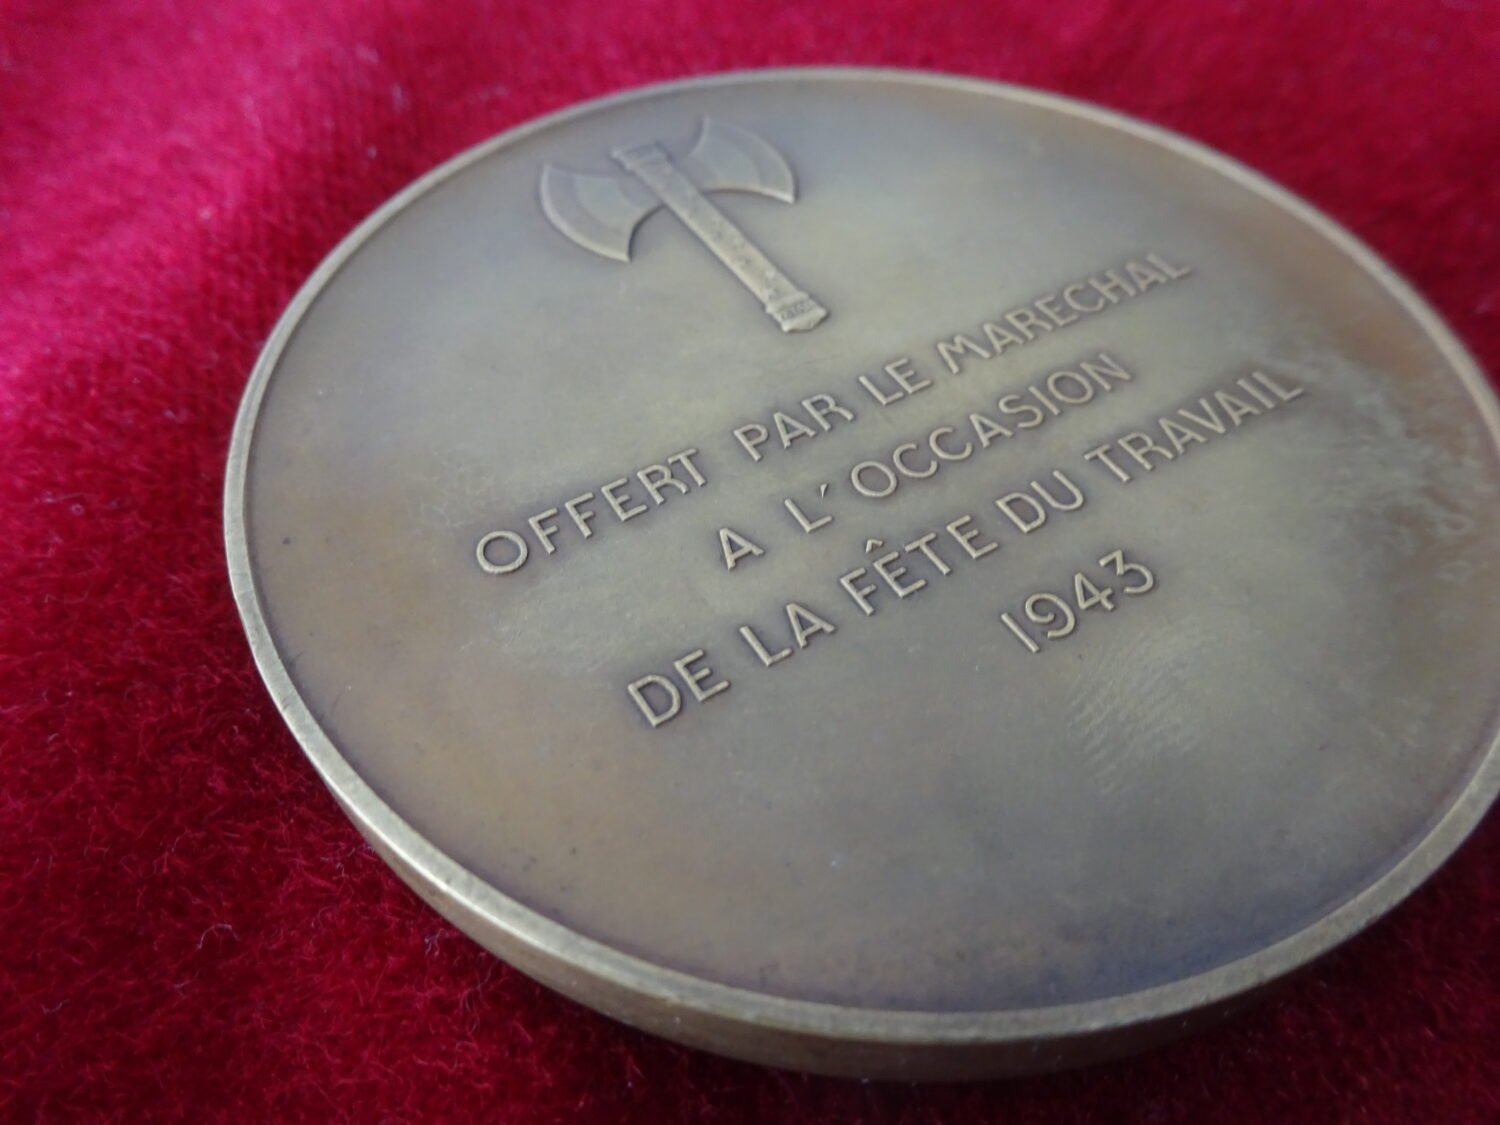 OFFERT PAR LE MARECHAL
A L'OCCASION
DE LA FÊTE DU TRAVAIL
1943